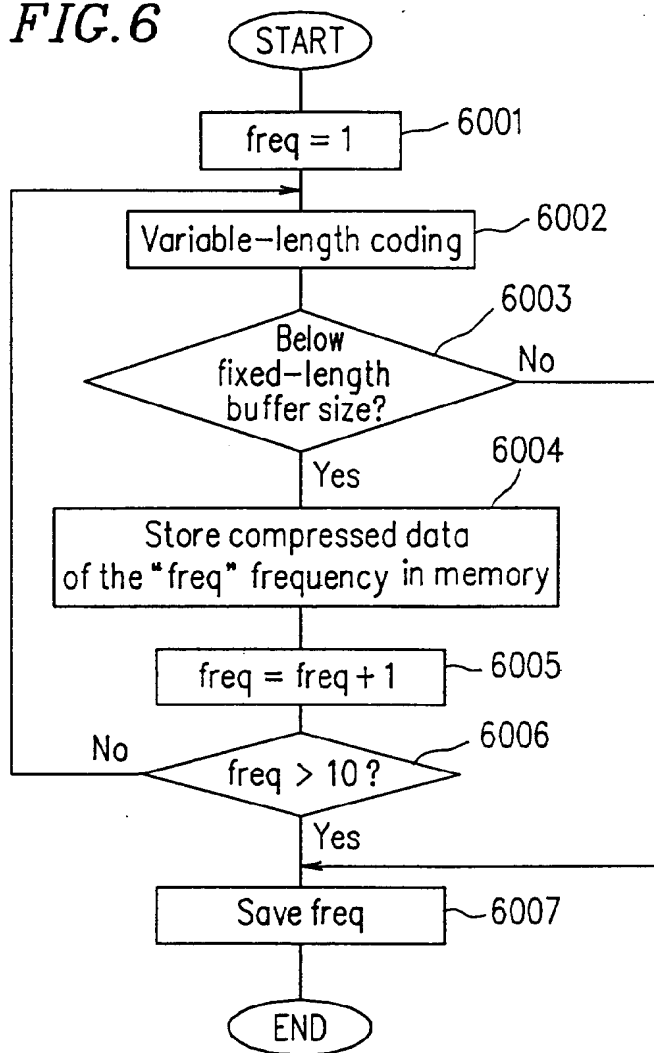 FIG.6
START
freq = 1
6001
Variable-length coding
6002
Below
fixed-length
buffer size?
6003
No
Yes
6004
Store compressed data
of the "freq" frequency in memory
freq = freq + 1
6005
No
freq > 10 ?
6006
Yes
Save freq
6007
END